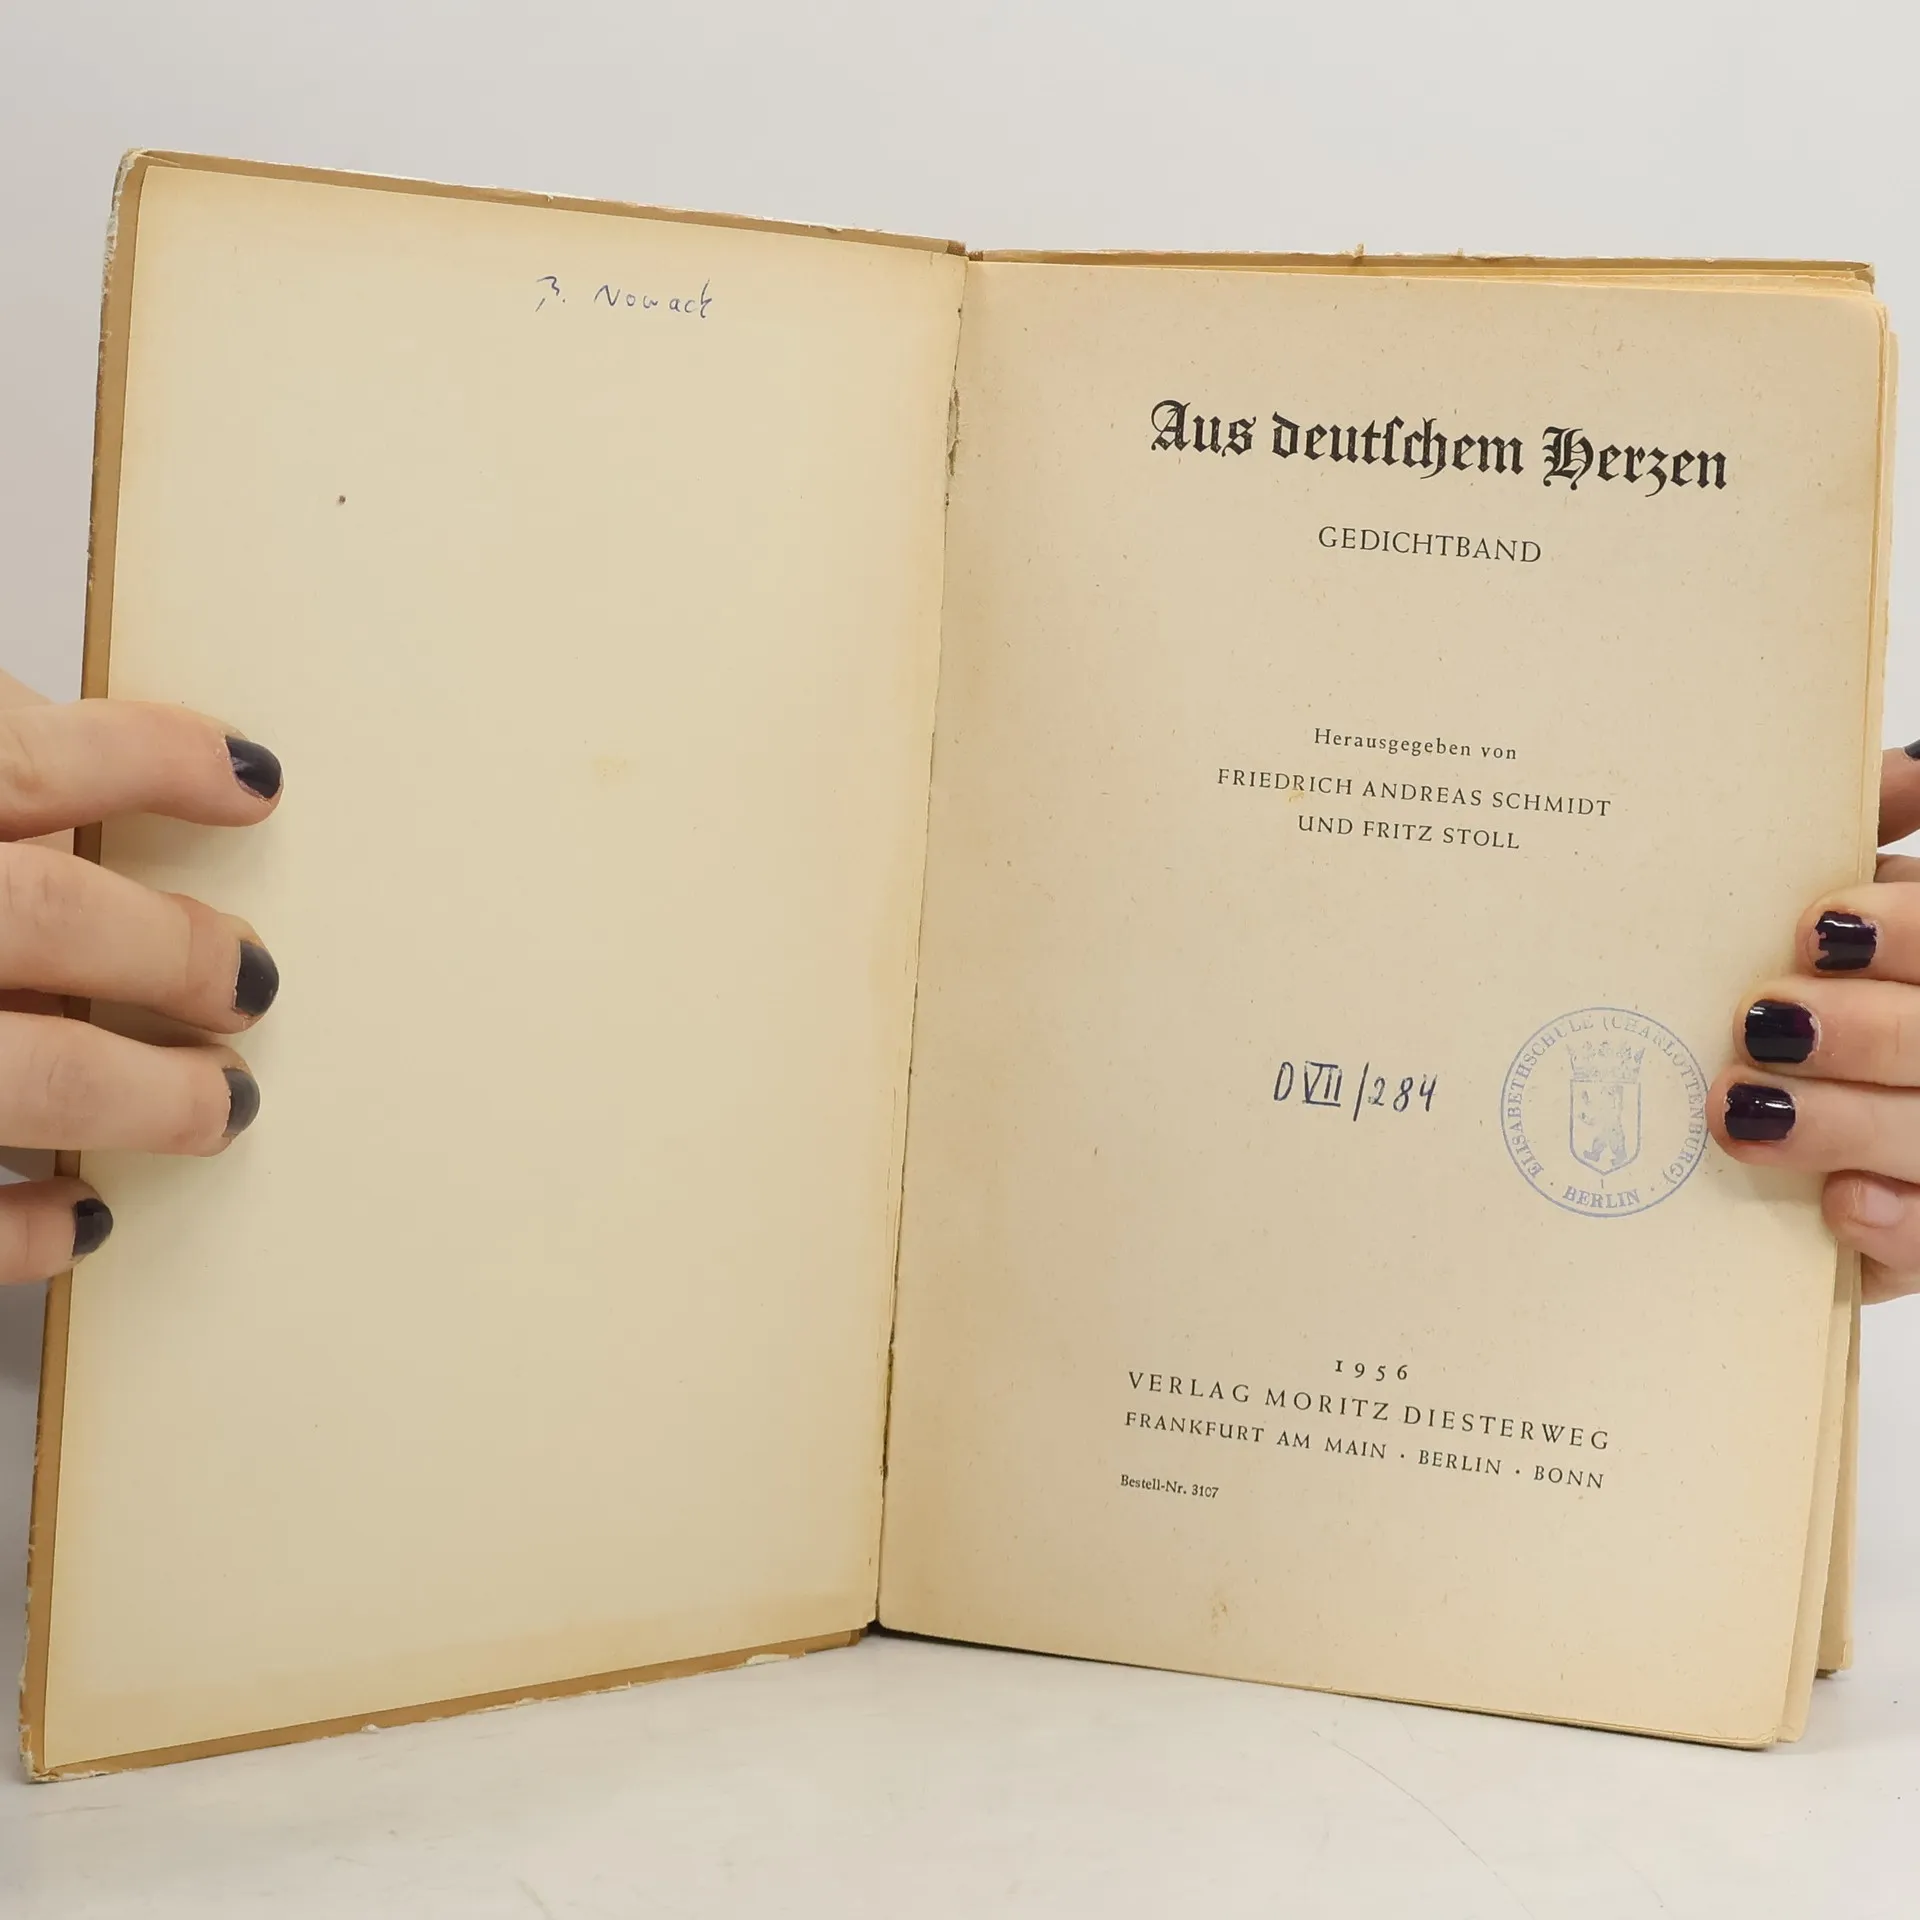 B. Nowack
Aus deutſchem Herzen
GEDICHTBAND
Herausgegeben von
FRIEDRICH ANDREAS SCHMIDT
UND FRITZ STOLL
D VII/284
ELISABETHSCHULE (CHARLOTTENBURG)
· BERLIN ·
1
1956
VERLAG MORITZ DIESTERWEG
FRANKFURT AM MAIN · BERLIN · BONN
Bestell-Nr. 3107